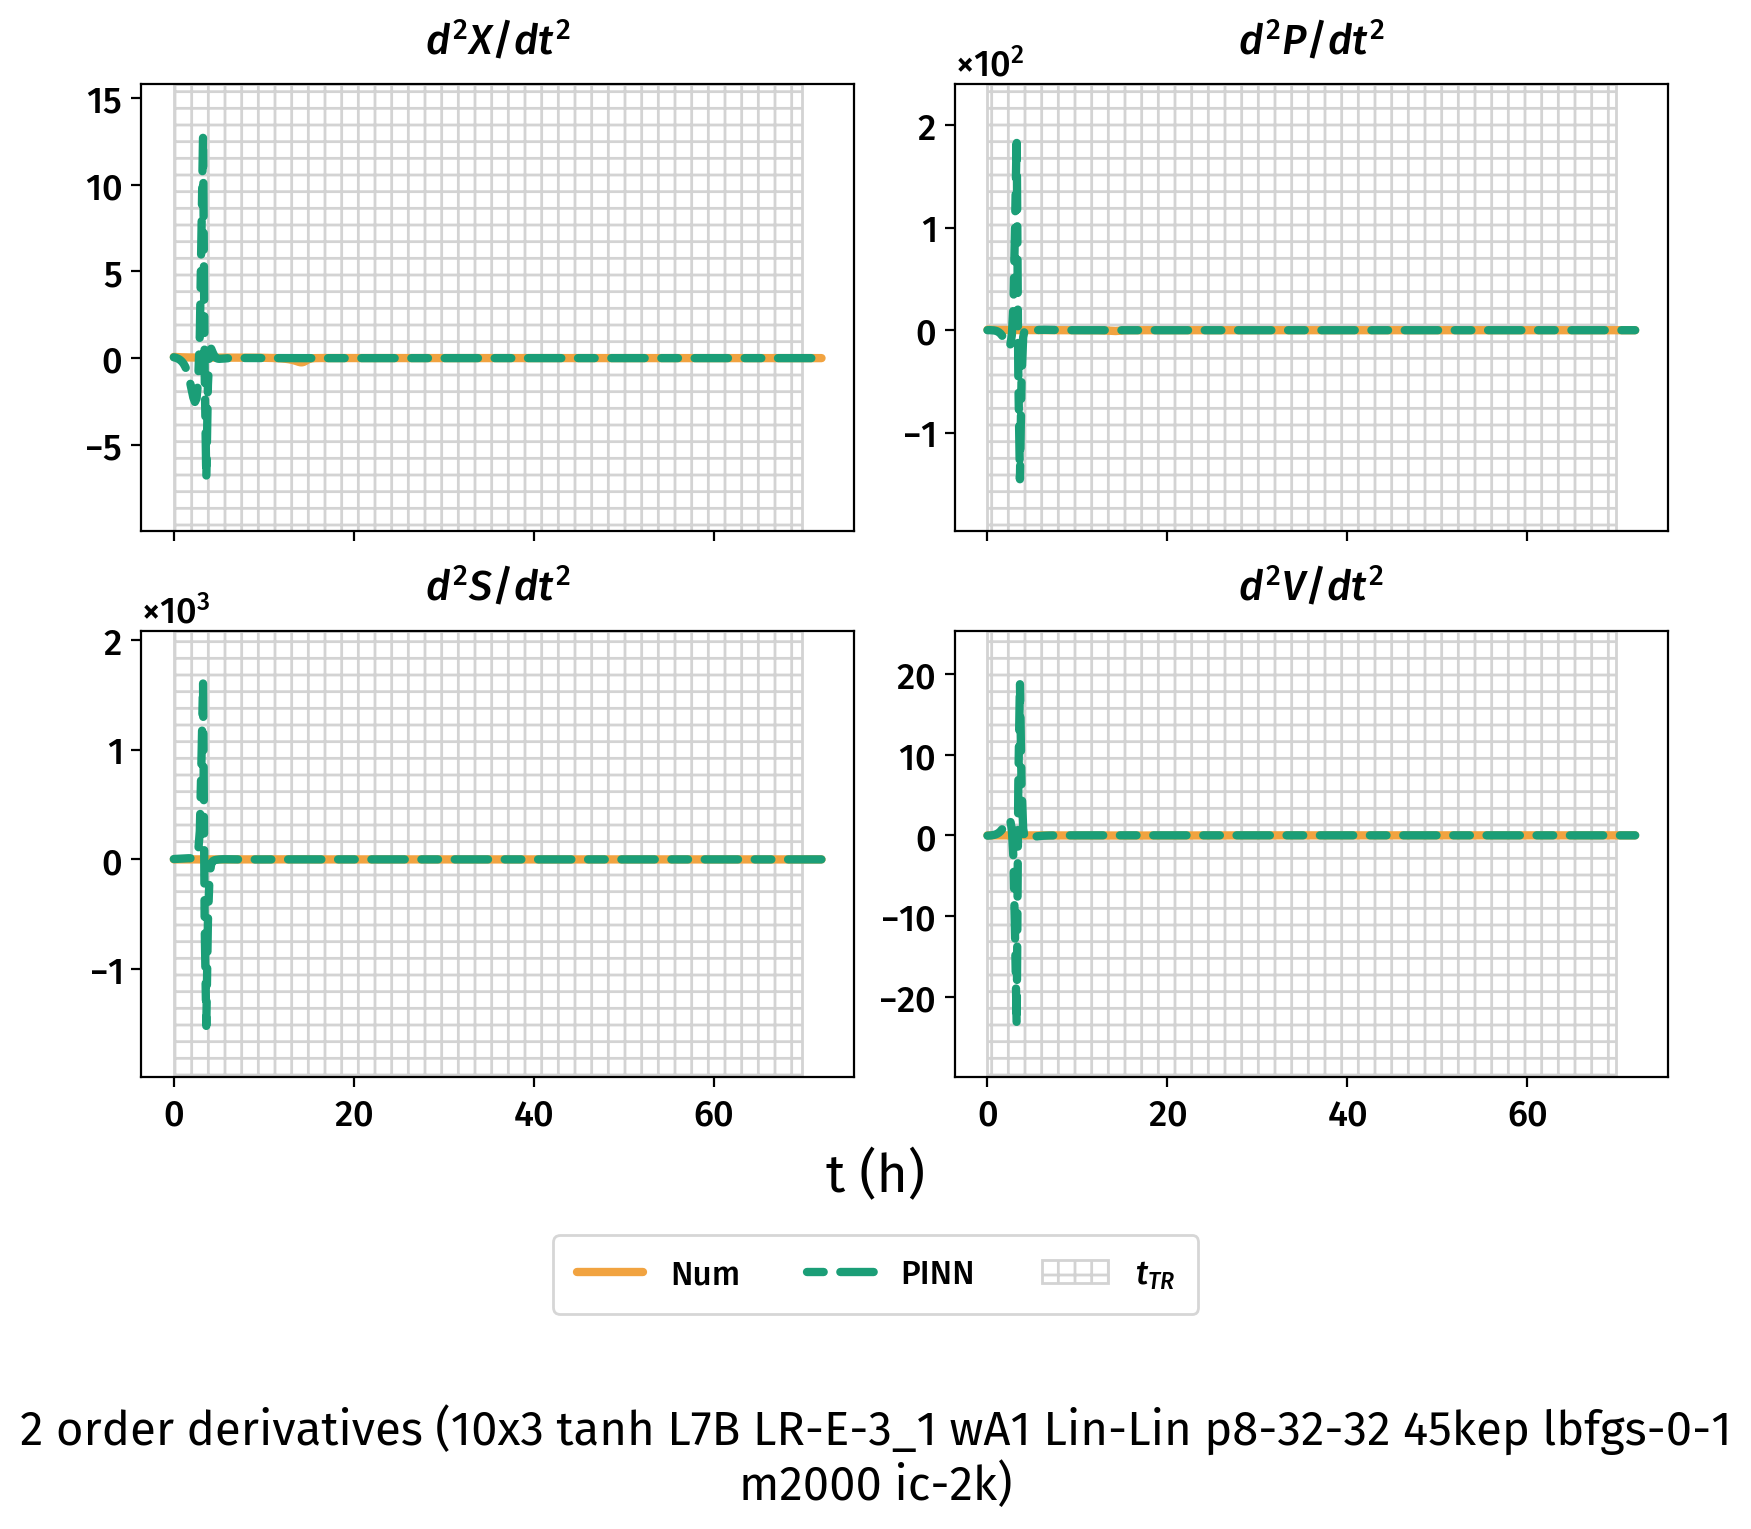 d²X/dt²
15
10
5
0
−5
d²P/dt²
×10²
2
1
0
−1
d²S/dt²
×10³
2
1
0
−1
0 20 40 60
d²V/dt²
20
10
0
−10
−20
0 20 40 60
t (h)
Num PINN t_TR
2 order derivatives (10x3 tanh L7B LR-E-3_1 wA1 Lin-Lin p8-32-32 45kep lbfgs-0-1
m2000 ic-2k)